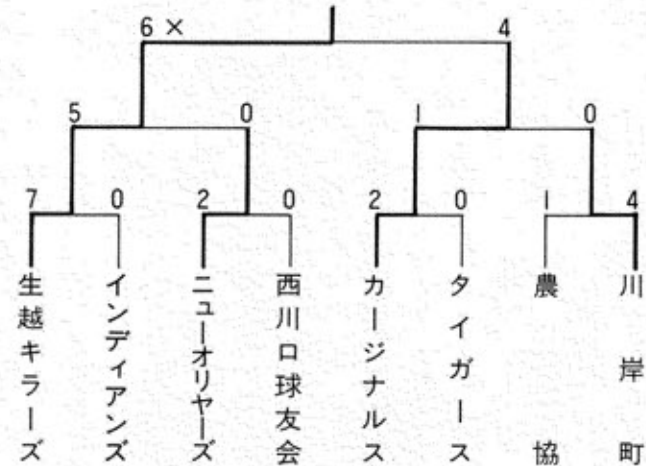 6 × 4
5 0 1 0
7 0 2 0 2 0 1 4
生越キラーズ
インディアンズ
ニューオリヤーズ
西川口球友会
カージナルス
タイガース
農協
川岸町